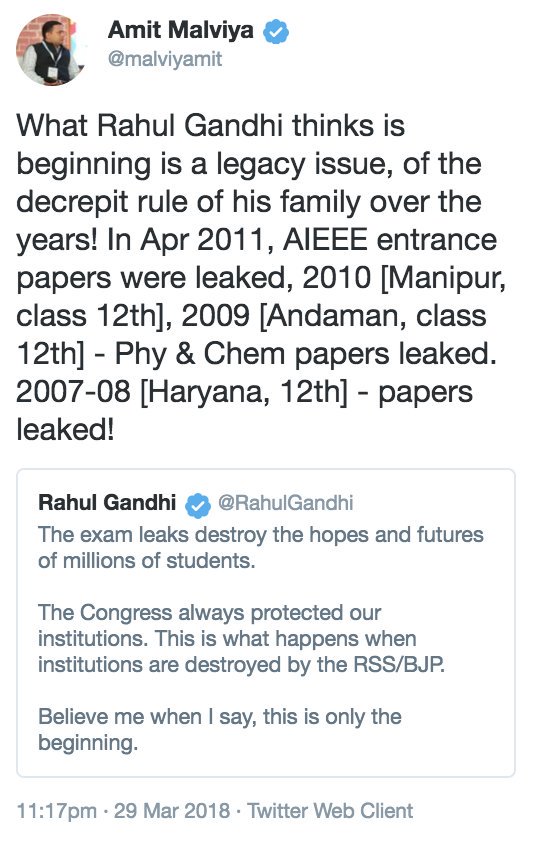 Amit Malviya
@malviyamit
What Rahul Gandhi thinks is
beginning is a legacy issue, of the
decrepit rule of his family over the
years! In Apr 2011, AIEEE entrance
papers were leaked, 2010 [Manipur,
class 12th], 2009 [Andaman, class
12th] - Phy & Chem papers leaked.
2007-08 [Haryana, 12th] - papers
leaked!
Rahul Gandhi @RahulGandhi
The exam leaks destroy the hopes and futures
of millions of students.
The Congress always protected our
institutions. This is what happens when
institutions are destroyed by the RSS/BJP.
Believe me when I say, this is only the
beginning.
11:17pm · 29 Mar 2018 · Twitter Web Client